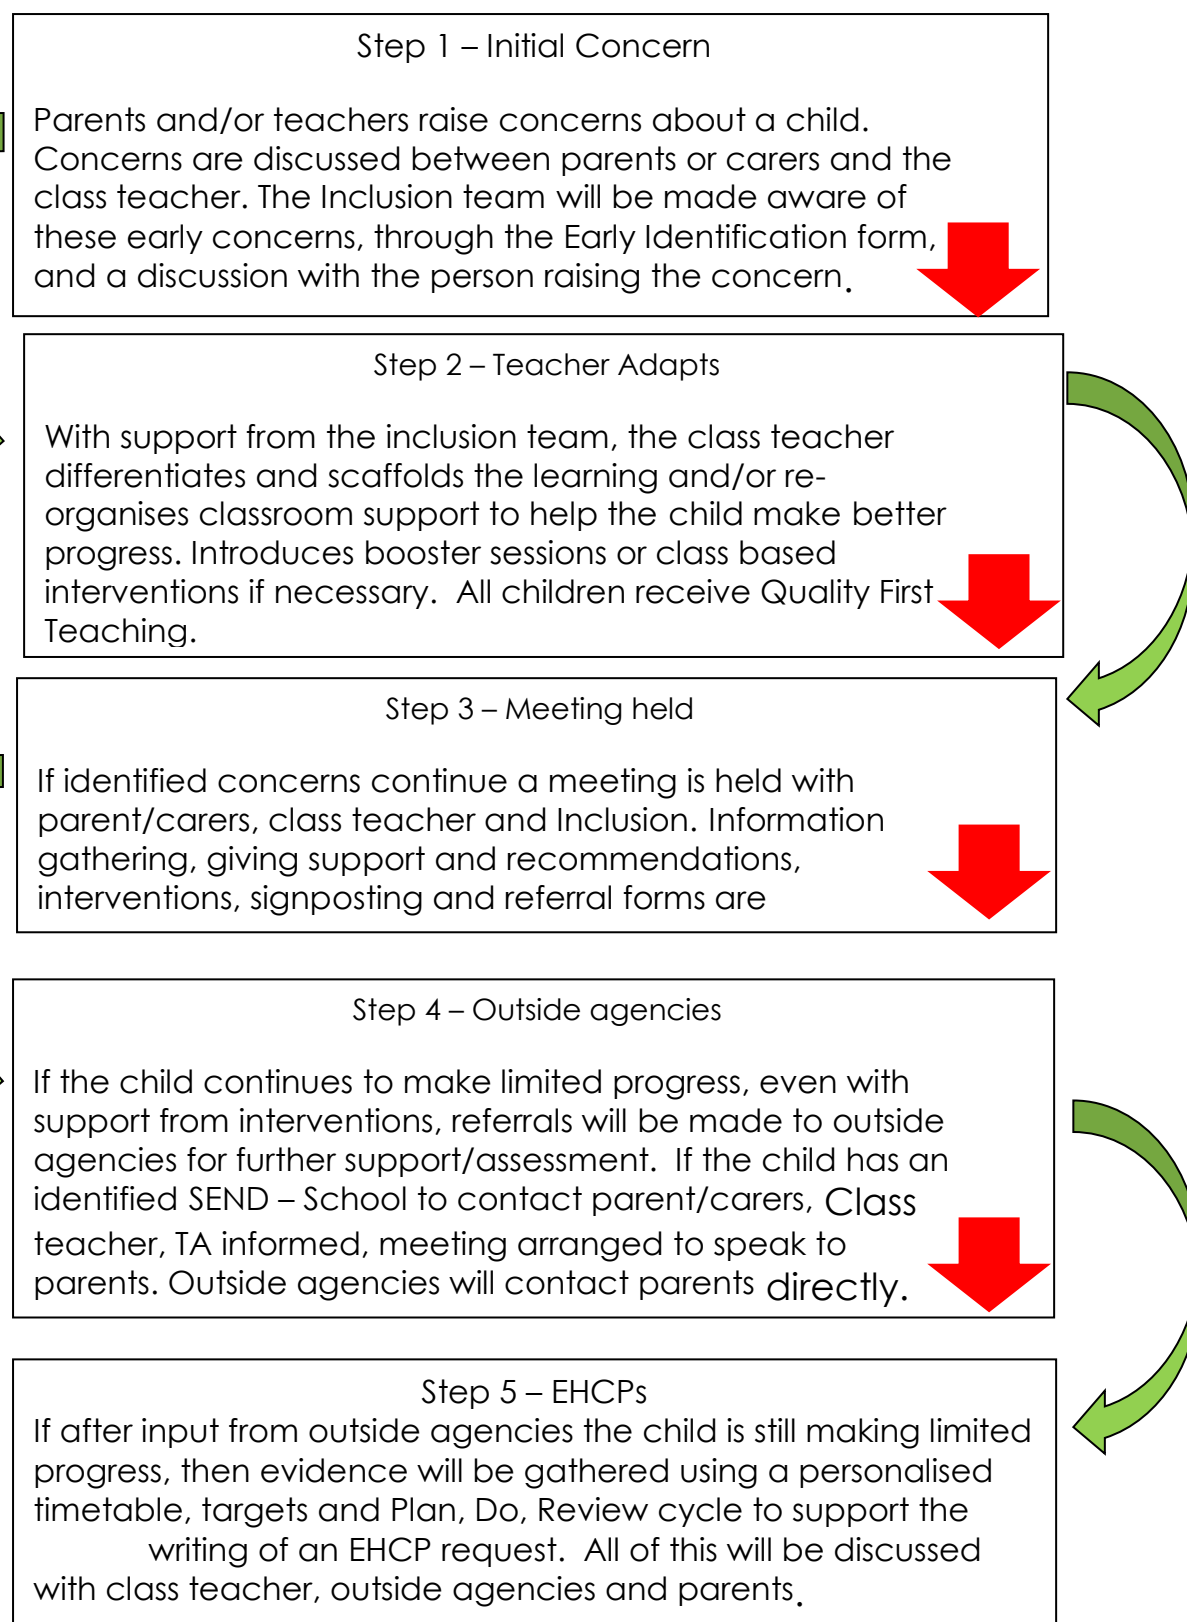 Step 1 – Initial Concern
Parents and/or teachers raise concerns about a child.
Concerns are discussed between parents or carers and the
class teacher. The Inclusion team will be made aware of
these early concerns, through the Early Identification form,
and a discussion with the person raising the concern.
Step 2 – Teacher Adapts
With support from the inclusion team, the class teacher
differentiates and scaffolds the learning and/or re-
organises classroom support to help the child make better
progress. Introduces booster sessions or class based
interventions if necessary.  All children receive Quality First
Teaching.
Step 3 – Meeting held
If identified concerns continue a meeting is held with
parent/carers, class teacher and Inclusion. Information
gathering, giving support and recommendations,
interventions, signposting and referral forms are
Step 4 – Outside agencies
If the child continues to make limited progress, even with
support from interventions, referrals will be made to outside
agencies for further support/assessment.  If the child has an
identified SEND – School to contact parent/carers, Class
teacher, TA informed, meeting arranged to speak to
parents. Outside agencies will contact parents directly.
Step 5 – EHCPs
If after input from outside agencies the child is still making limited
progress, then evidence will be gathered using a personalised
timetable, targets and Plan, Do, Review cycle to support the
writing of an EHCP request.  All of this will be discussed
with class teacher, outside agencies and parents.